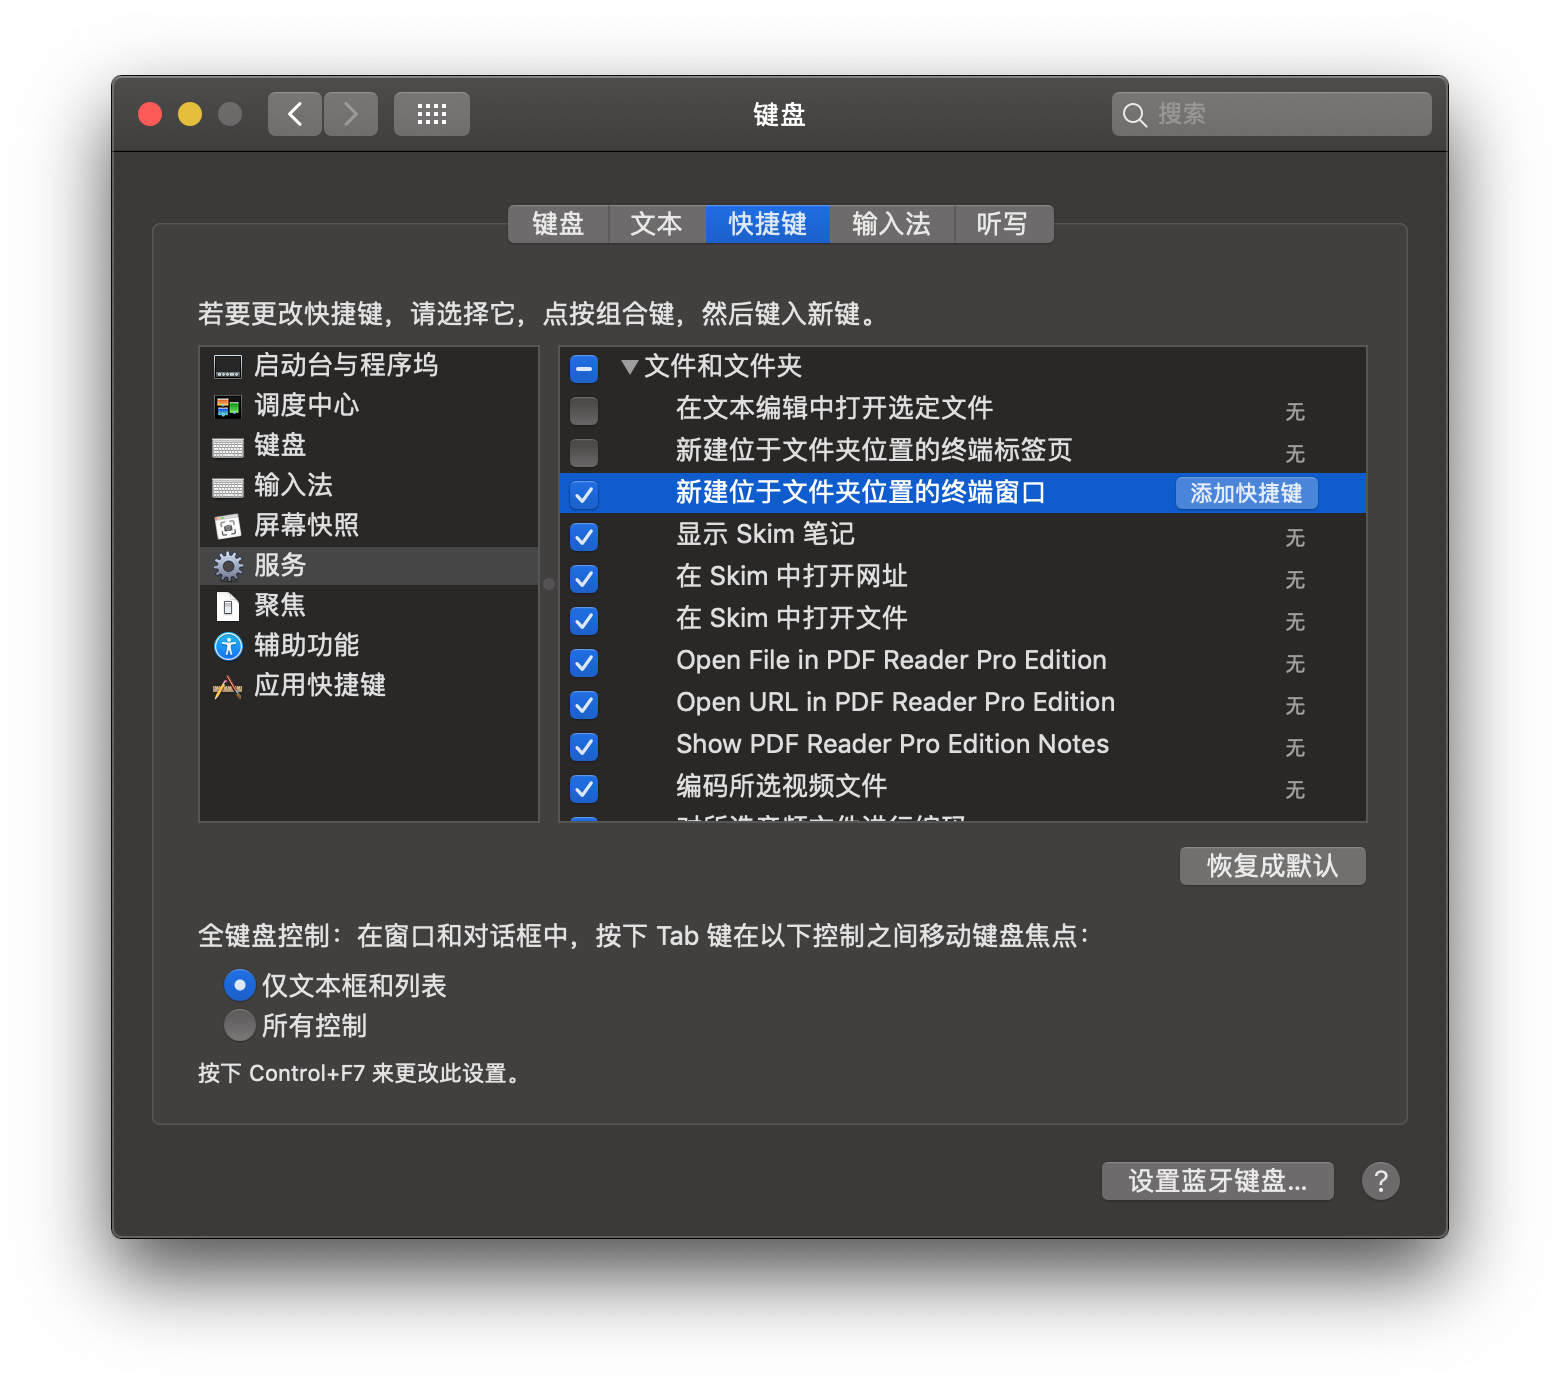 键盘
搜索
键盘 文本 快捷键 输入法 听写
若要更改快捷键，请选择它，点按组合键，然后键入新键。
启动台与程序坞
调度中心
键盘
输入法
屏幕快照
服务
聚焦
辅助功能
应用快捷键
文件和文件夹
在文本编辑中打开选定文件 无
新建位于文件夹位置的终端标签页 无
新建位于文件夹位置的终端窗口 添加快捷键
显示 Skim 笔记 无
在 Skim 中打开网址 无
在 Skim 中打开文件 无
Open File in PDF Reader Pro Edition 无
Open URL in PDF Reader Pro Edition 无
Show PDF Reader Pro Edition Notes 无
编码所选视频文件 无
对所选音频文件进行编码
恢复成默认
全键盘控制：在窗口和对话框中，按下 Tab 键在以下控制之间移动键盘焦点：
仅文本框和列表
所有控制
按下 Control+F7 来更改此设置。
设置蓝牙键盘...
?